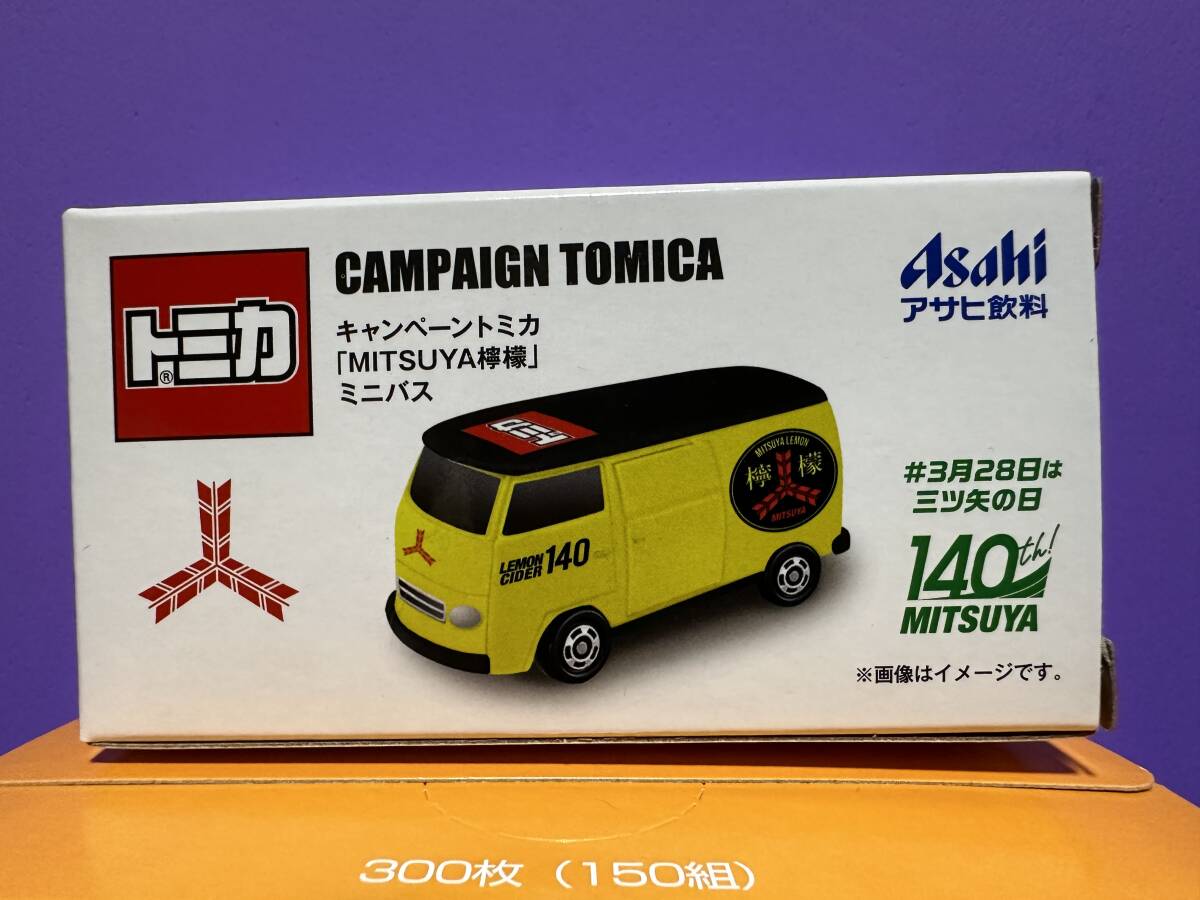 トミカ®
CAMPAIGN TOMICA
キャンペーントミカ
「MITSUYA檸檬」
ミニバス
Asahi
アサヒ飲料
トミカ
LEMON
CIDER 140
MITSUYA LEMON
檸檬
MITSUYA
#3月28日は
三ツ矢の日
140th!
MITSUYA
※画像はイメージです。
300枚（150組）